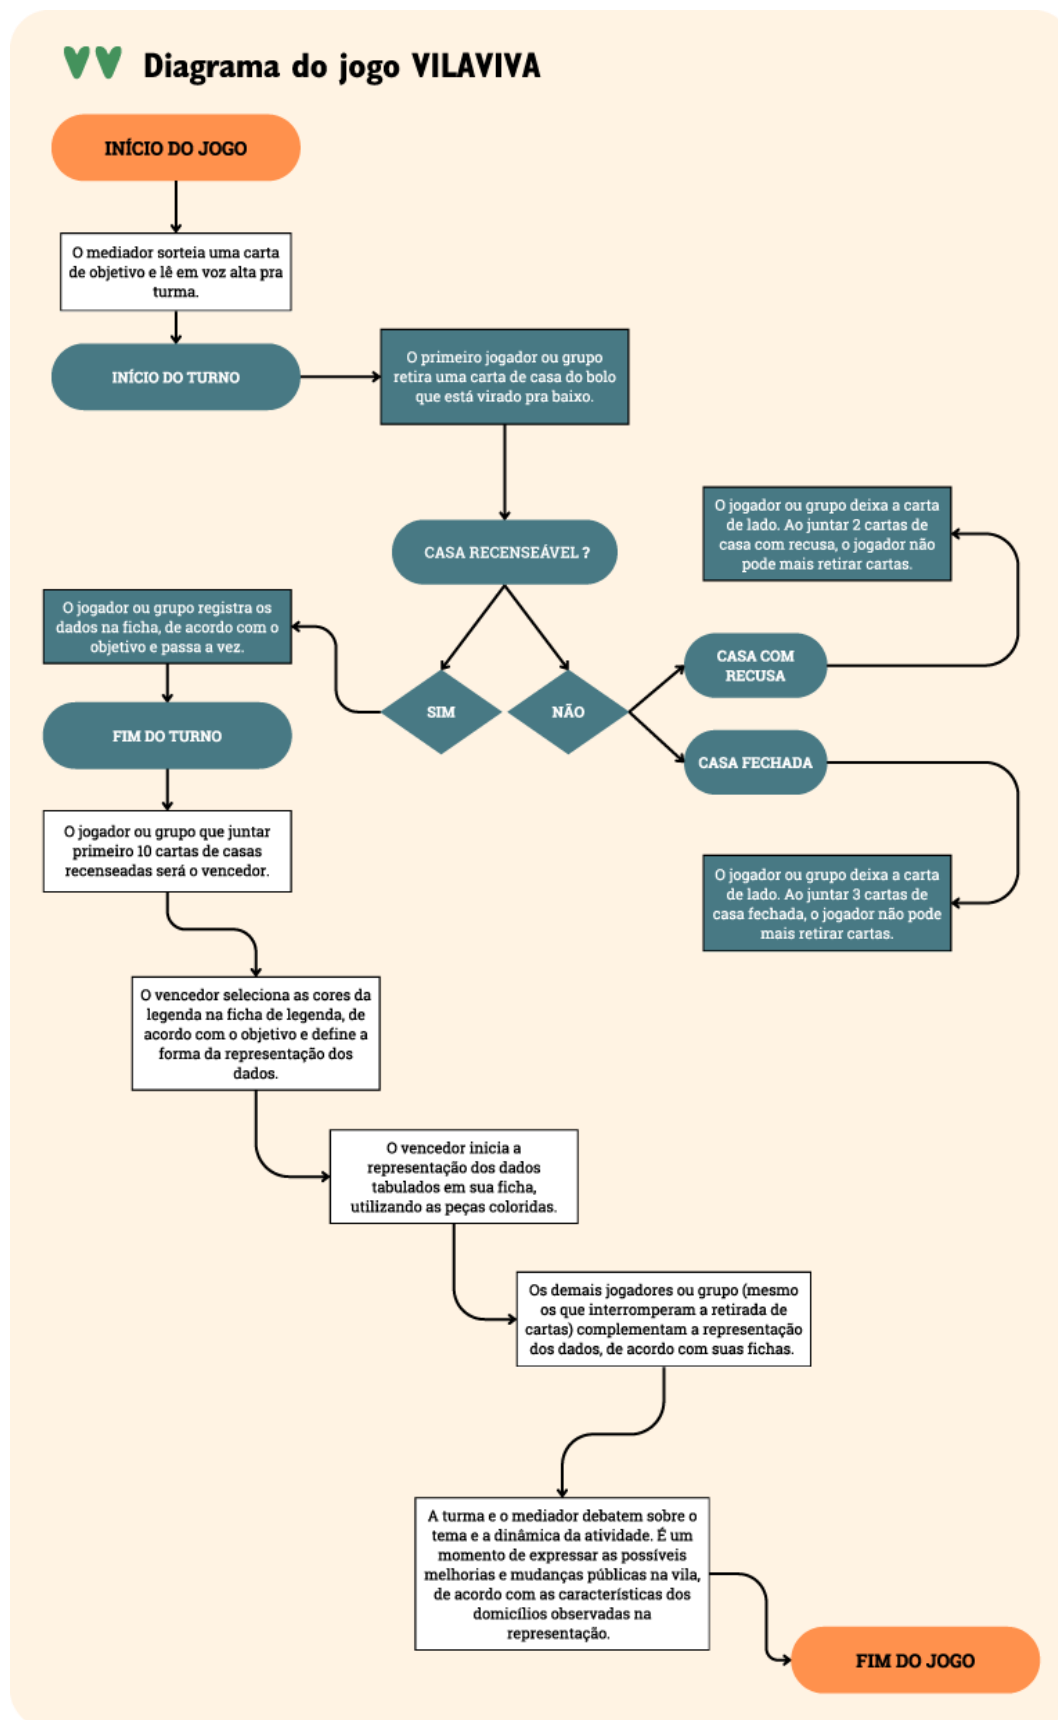 Diagrama do jogo VILAVIVA
INÍCIO DO JOGO
O mediador sorteia uma carta
de objetivo e lê em voz alta pra
turma.
INÍCIO DO TURNO
O primeiro jogador ou grupo
retira uma carta de casa do bolo
que está virado pra baixo.
CASA RECENSEÁVEL ?
SIM
NÃO
O jogador ou grupo registra os
dados na ficha, de acordo com o
objetivo e passa a vez.
FIM DO TURNO
CASA COM
RECUSA
O jogador ou grupo deixa a carta
de lado. Ao juntar 2 cartas de
casa com recusa, o jogador não
pode mais retirar cartas.
CASA FECHADA
O jogador ou grupo deixa a carta
de lado. Ao juntar 3 cartas de
casa fechada, o jogador não pode
mais retirar cartas.
O jogador ou grupo que juntar
primeiro 10 cartas de casas
recenseadas será o vencedor.
O vencedor seleciona as cores da
legenda na ficha de legenda, de
acordo com o objetivo e define a
forma da representação dos
dados.
O vencedor inicia a
representação dos dados
tabulados em sua ficha,
utilizando as peças coloridas.
Os demais jogadores ou grupo (mesmo
os que interromperam a retirada de
cartas) complementam a representação
dos dados, de acordo com suas fichas.
A turma e o mediador debatem sobre o
tema e a dinâmica da atividade. É um
momento de expressar as possíveis
melhorias e mudanças públicas na vila,
de acordo com as características dos
domicílios observadas na
representação.
FIM DO JOGO